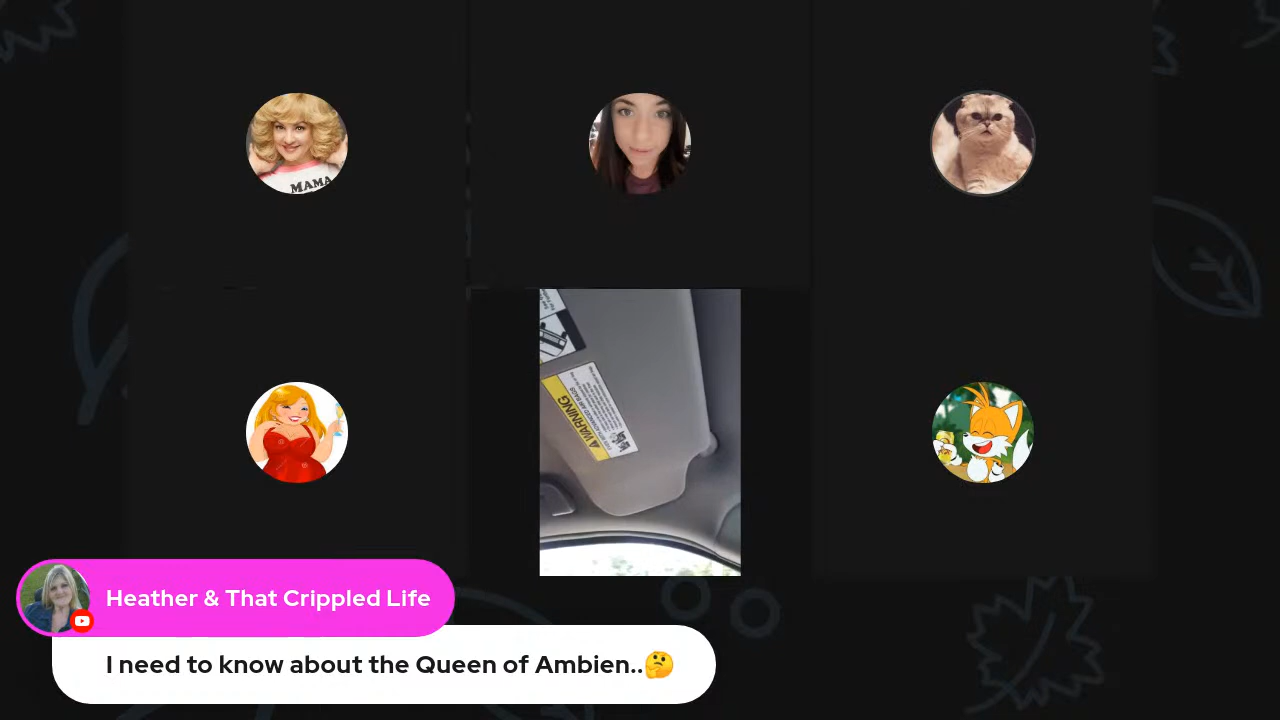 MAMA
WARNING
Heather & That Crippled Life
I need to know about the Queen of Ambien..🤔